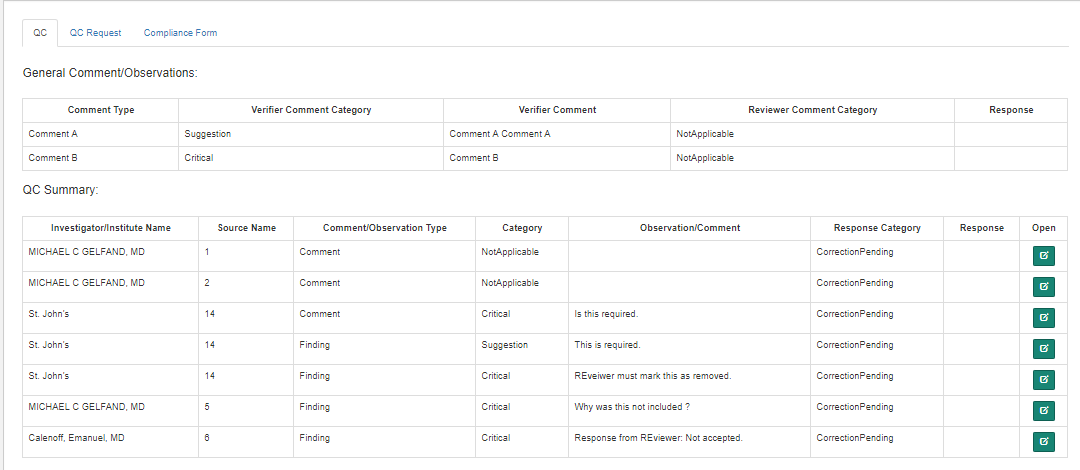 QC QC Request Compliance Form
General Comment/Observations:
Comment Type Verifier Comment Category Verifier Comment Reviewer Comment Category Response
Comment A Suggestion Comment A Comment A NotApplicable
Comment B Critical Comment B NotApplicable
QC Summary:
Investigator/Institute Name Source Name Comment/Observation Type Category Observation/Comment Response Category Response Open
MICHAEL C GELFAND, MD 1 Comment NotApplicable CorrectionPending
MICHAEL C GELFAND, MD 2 Comment NotApplicable CorrectionPending
St. John's 14 Comment Critical Is this required. CorrectionPending
St. John's 14 Finding Suggestion This is required. CorrectionPending
St. John's 14 Finding Critical REveiwer must mark this as removed. CorrectionPending
MICHAEL C GELFAND, MD 5 Finding Critical Why was this not included ? CorrectionPending
Calenoff, Emanuel, MD 6 Finding Critical Response from REviewer: Not accepted. CorrectionPending